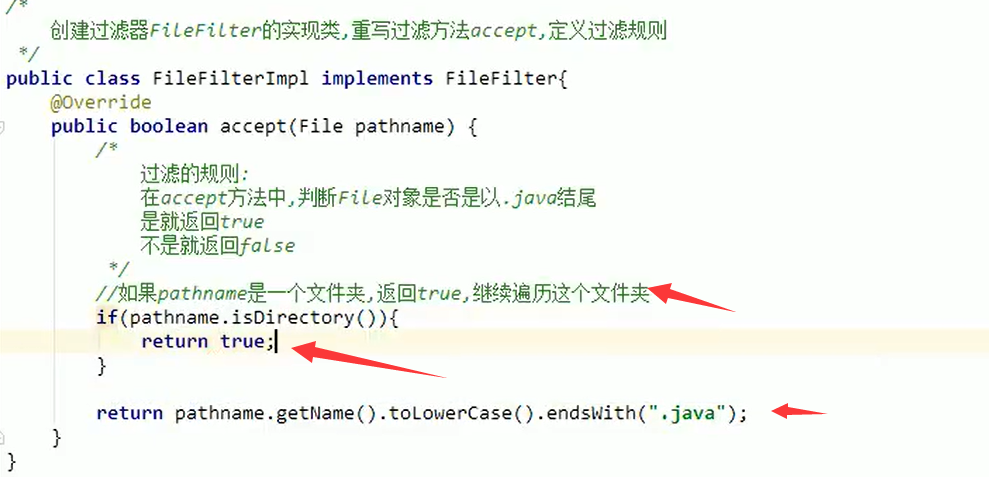 /*
创建过滤器FileFilter的实现类,重写过滤方法accept,定义过滤规则
*/
public class FileFilterImpl implements FileFilter{
@Override
public boolean accept(File pathname) {
/*
过滤的规则:
在accept方法中,判断File对象是否是以.java结尾
是就返回true
不是就返回false
*/
//如果pathname是一个文件夹,返回true,继续遍历这个文件夹
if(pathname.isDirectory()){
return true;
}
return pathname.getName().toLowerCase().endsWith(".java");
}
}